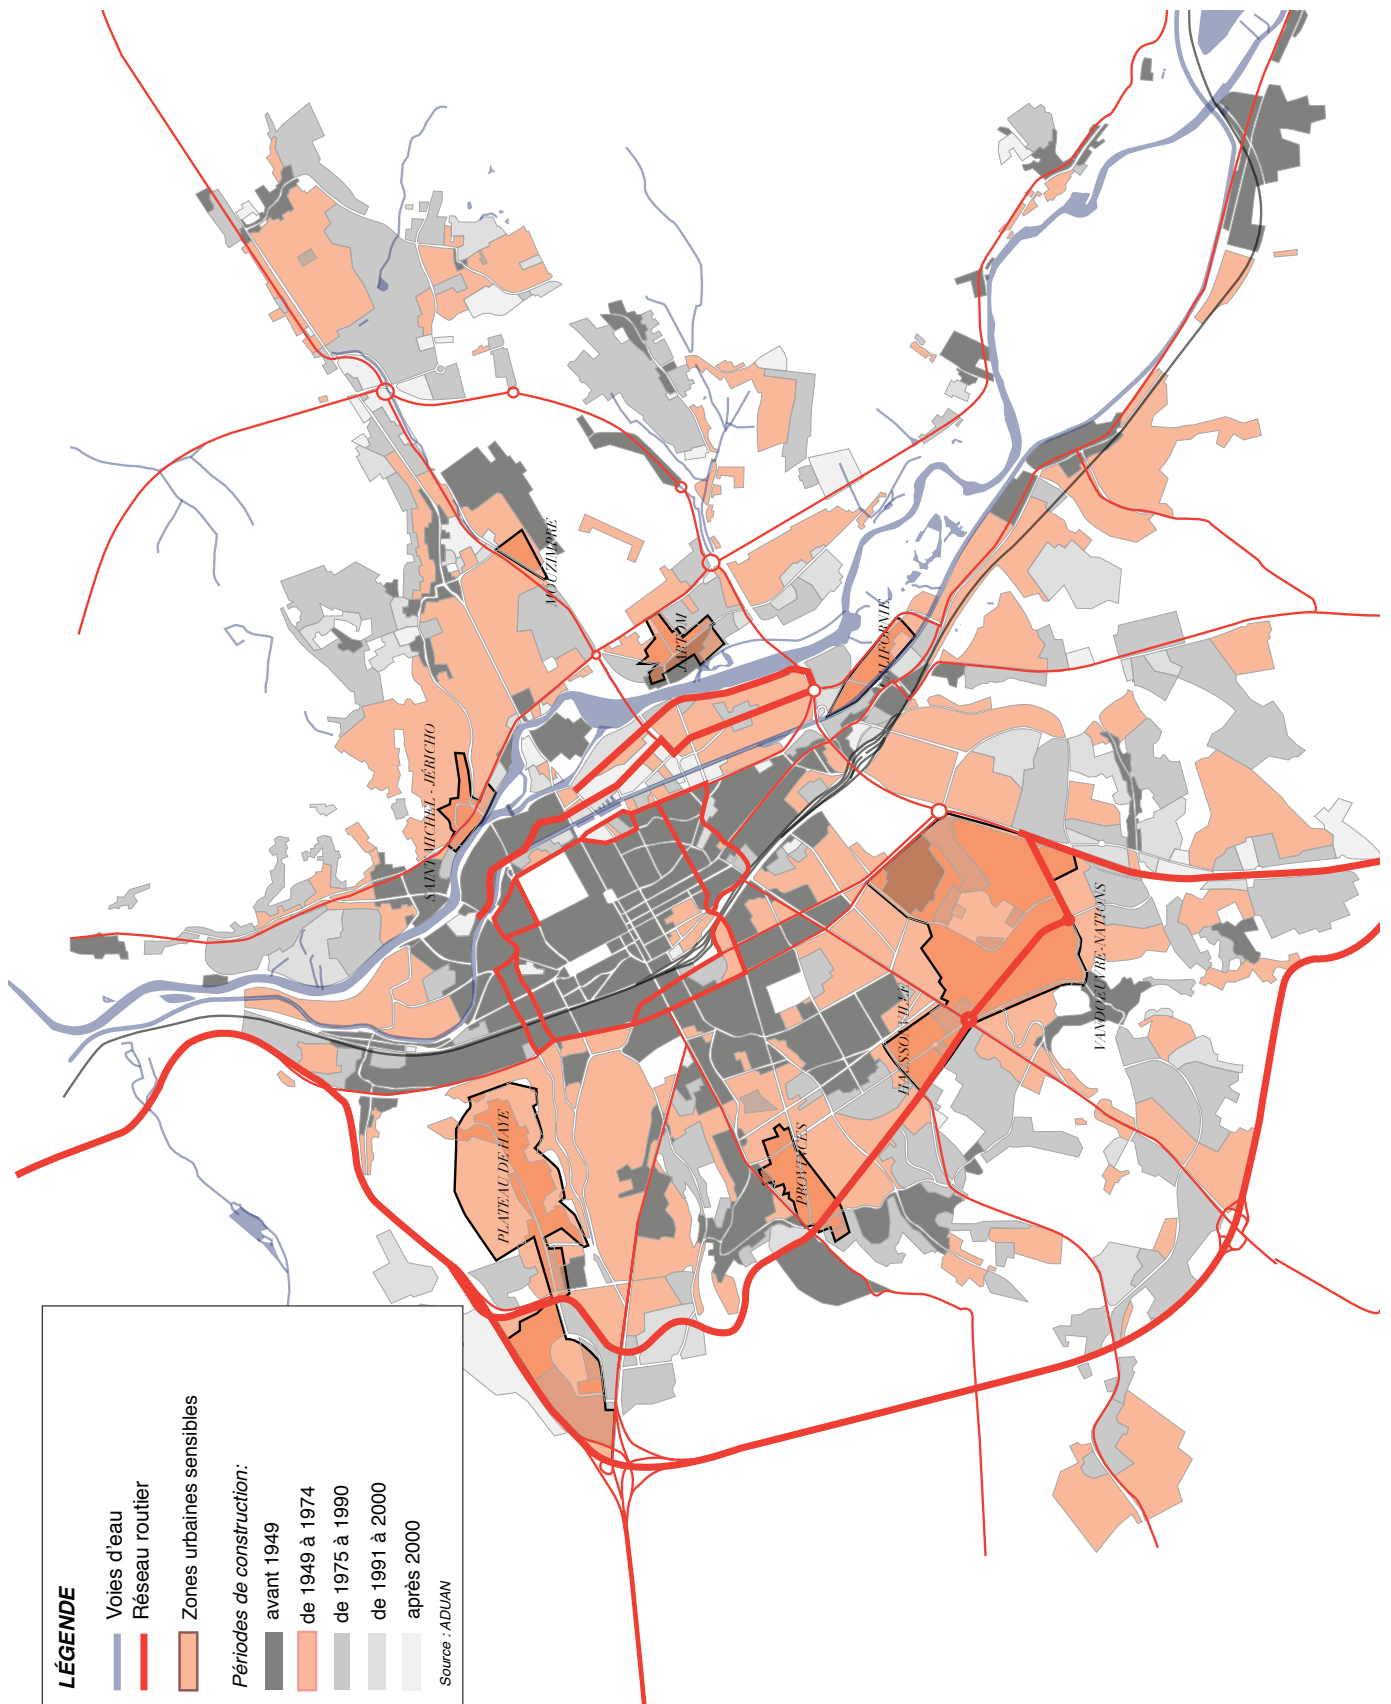 LÉGENDE
Voies d'eau
Réseau routier
Zones urbaines sensibles
Périodes de construction:
avant 1949
de 1949 à 1974
de 1975 à 1990
de 1991 à 2000
après 2000
Source : ADUAN
PLATEAU DE HAYE
PROVINCES
HAUSSONVILLE
VANDOEUVRE-NATIONS
SAINT MICHEL - JÉRICHO
MOUZIMPRE
CALIFORNIE